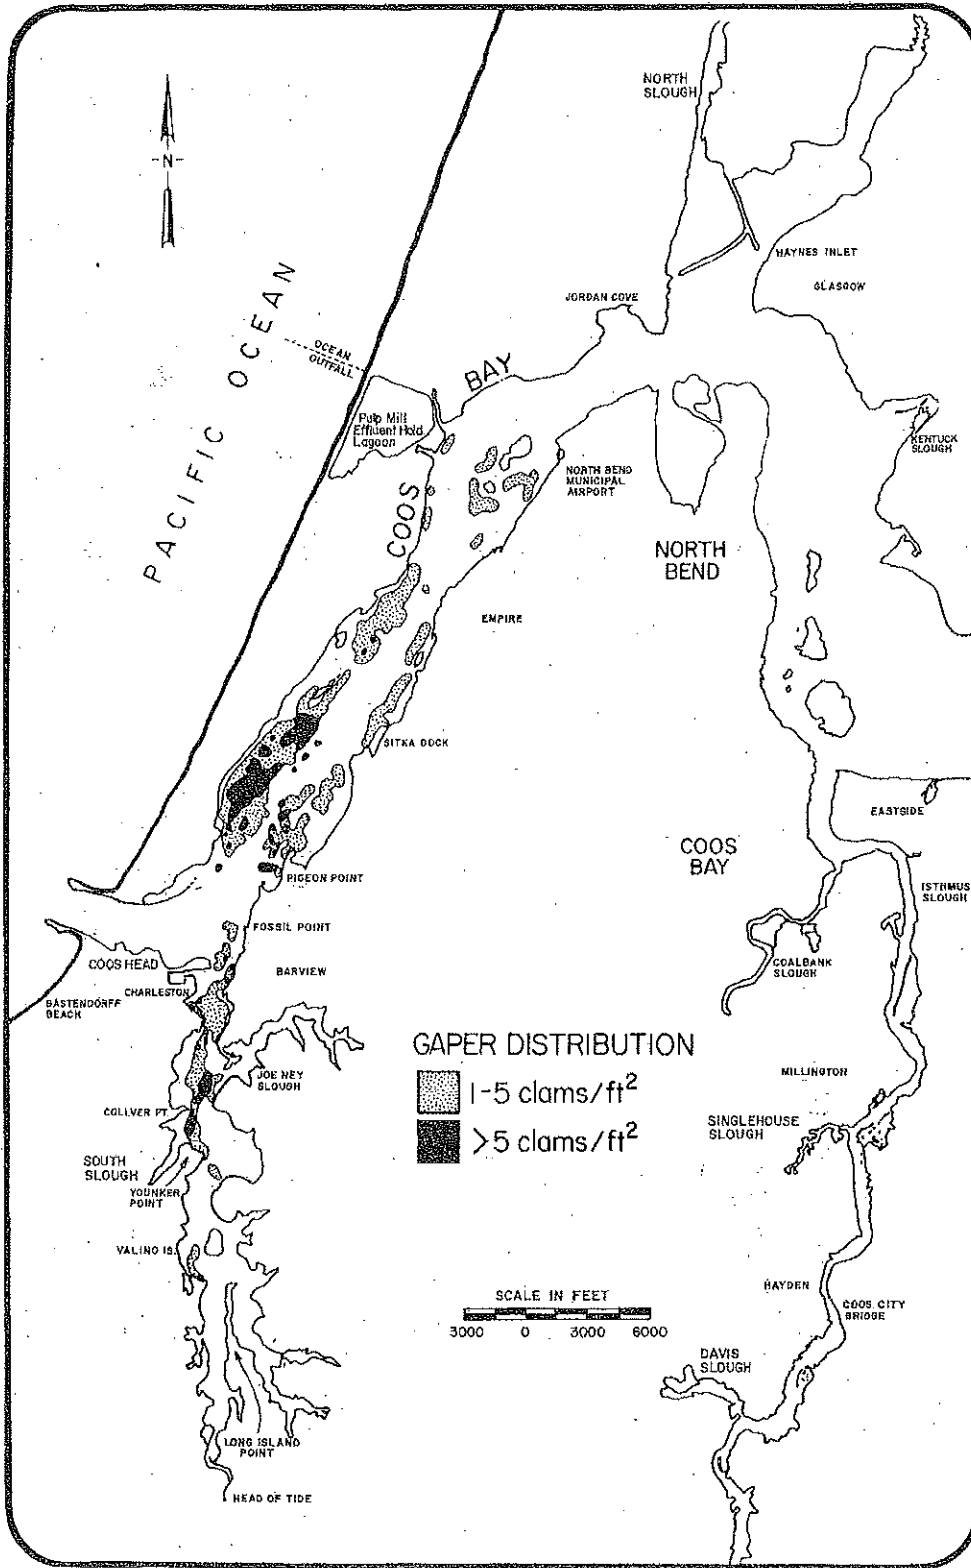 NORTH
SLOUGH
N
HAYNES INLET
GLASGOW
JORDAN COVE
PACIFIC OCEAN
OCEAN
OUTFALL
COOS BAY
Pulp Mill
Effluent Hold
Lagoon
KENTUCK
SLOUGH
NORTH BEND
MUNICIPAL
AIRPORT
NORTH
BEND
EMPIRE
SITKA DOCK
EASTSIDE
COOS
BAY
PIGEON POINT
ISTHMUS
SLOUGH
FOSSIL POINT
COOS HEAD
BARVIEW
COALBANK
SLOUGH
CHARLESTON
BASTENDORFF
BEACH
GAPER DISTRIBUTION
1-5 clams/ft²
>5 clams/ft²
JOE NEY
SLOUGH
MILLINGTON
COLLVER PT.
SINGLEHOUSE
SLOUGH
SOUTH
SLOUGH
YOUNKER
POINT
VALINO IS.
HAYDEN
SCALE IN FEET
3000 0 3000 6000
COOS CITY
BRIDGE
DAVIS
SLOUGH
LONG ISLAND
POINT
HEAD OF TIDE